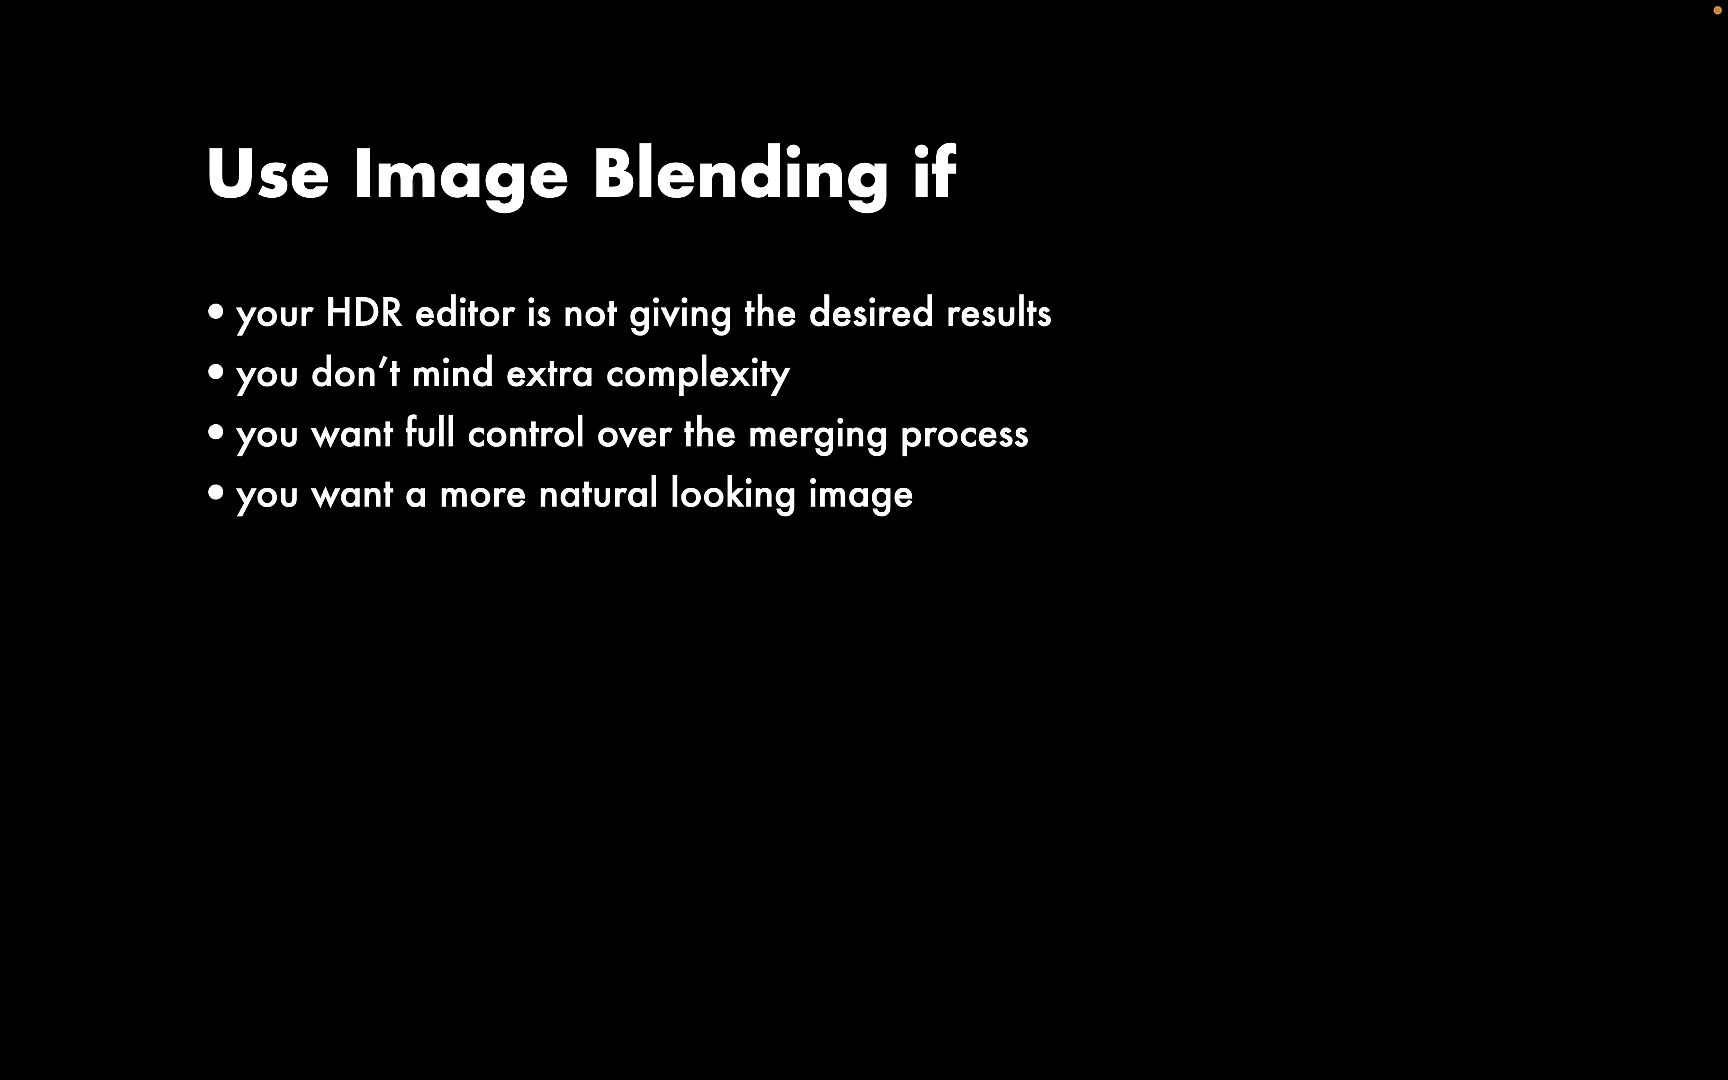 Use Image Blending if
• your HDR editor is not giving the desired results
• you don’t mind extra complexity
• you want full control over the merging process
• you want a more natural looking image